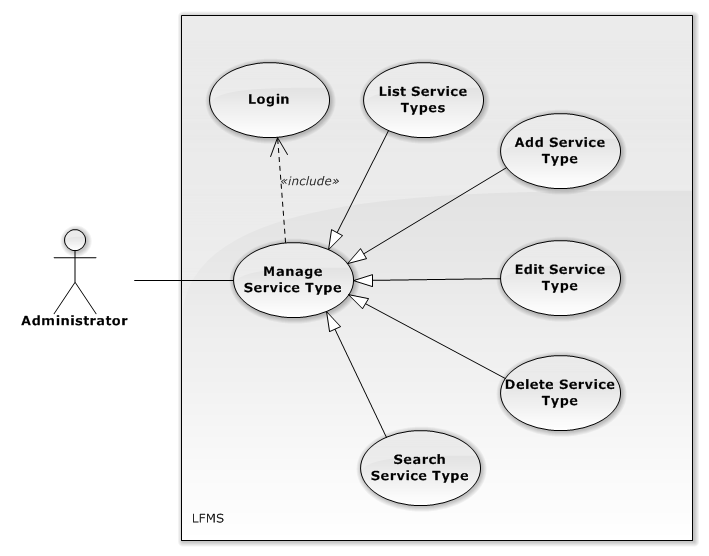 Login
List Service
Types
Add Service
Type
«include»
Manage
Service Type
Edit Service
Type
Administrator
Delete Service
Type
Search
Service Type
LFMS